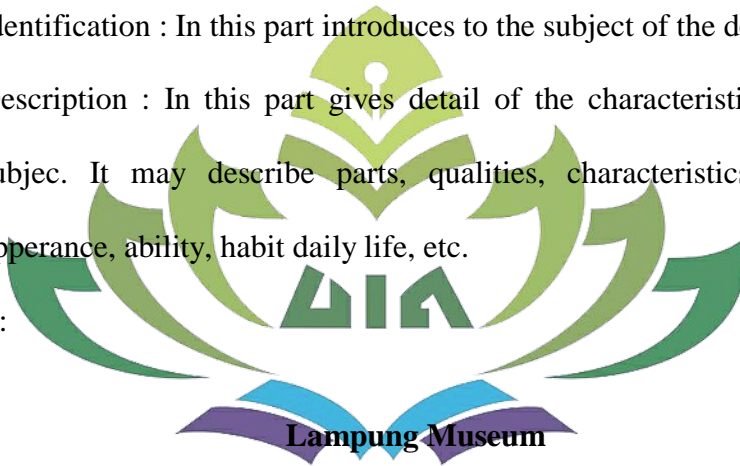 dentification : In this part introduces to the subject of the d
escription : In this part gives detail of the characteristi
ubjec. It may describe parts, qualities, characteristics
pperance, ability, habit daily life, etc.
:
UIN
Lampung Museum